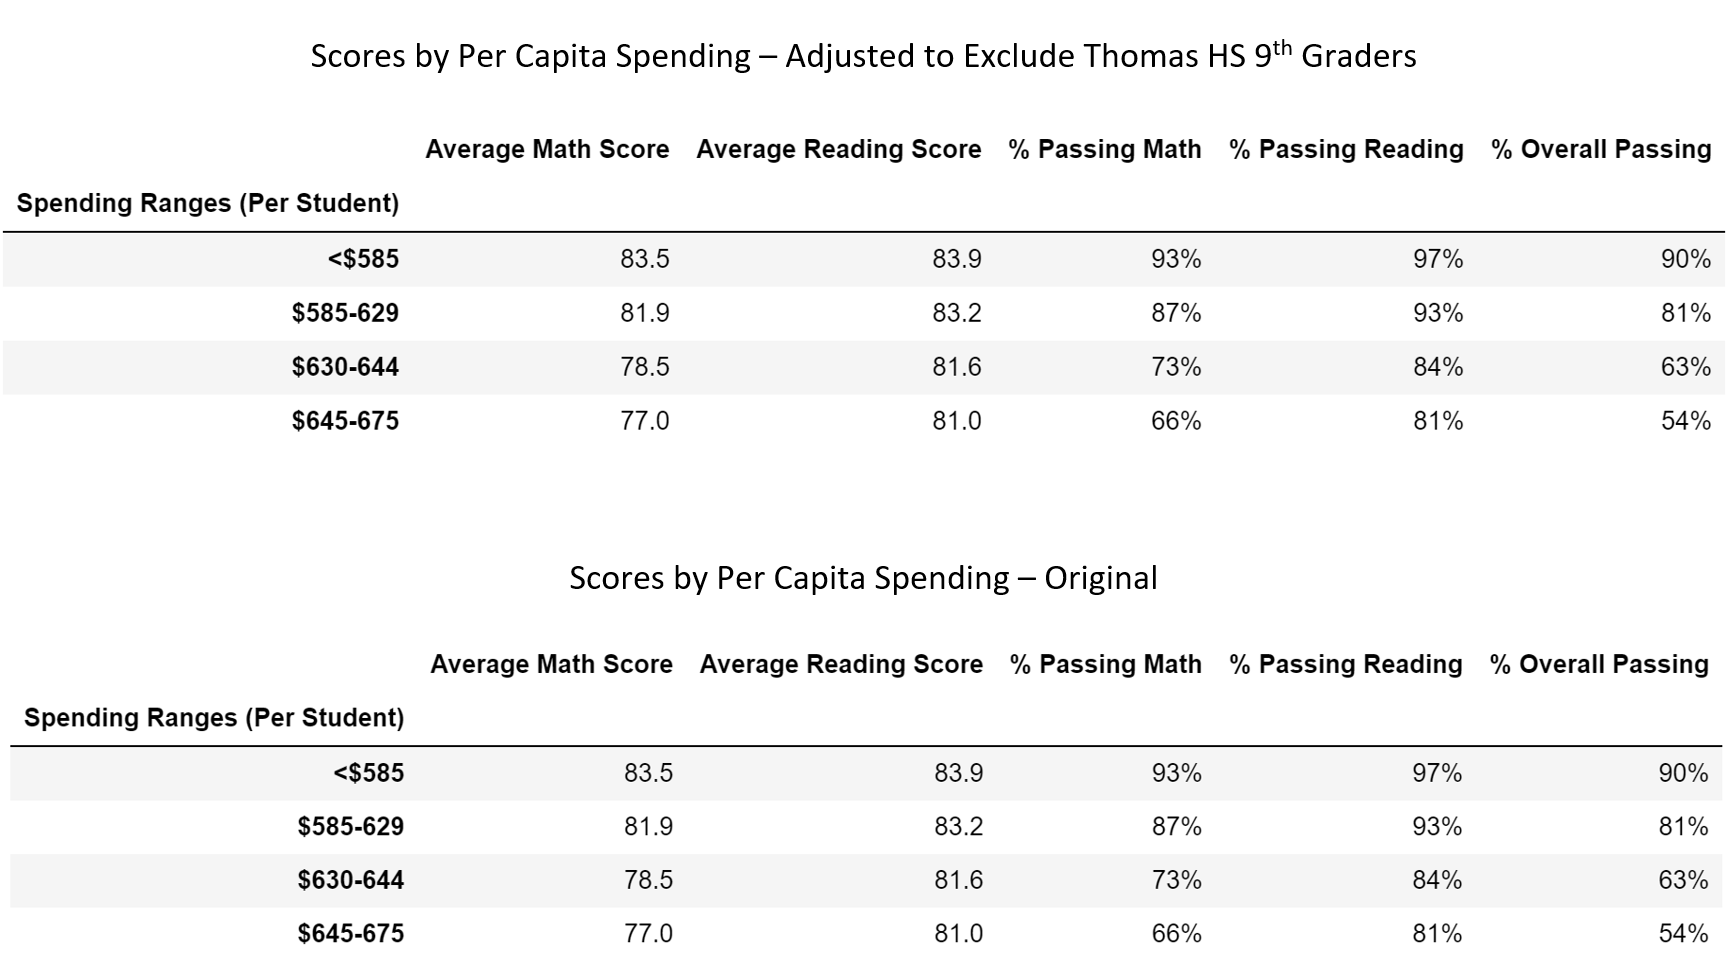 Scores by Per Capita Spending – Adjusted to Exclude Thomas HS 9th Graders
Average Math Score Average Reading Score % Passing Math % Passing Reading % Overall Passing
Spending Ranges (Per Student)
<$585 83.5 83.9 93% 97% 90%
$585-629 81.9 83.2 87% 93% 81%
$630-644 78.5 81.6 73% 84% 63%
$645-675 77.0 81.0 66% 81% 54%
Scores by Per Capita Spending – Original
Average Math Score Average Reading Score % Passing Math % Passing Reading % Overall Passing
Spending Ranges (Per Student)
<$585 83.5 83.9 93% 97% 90%
$585-629 81.9 83.2 87% 93% 81%
$630-644 78.5 81.6 73% 84% 63%
$645-675 77.0 81.0 66% 81% 54%